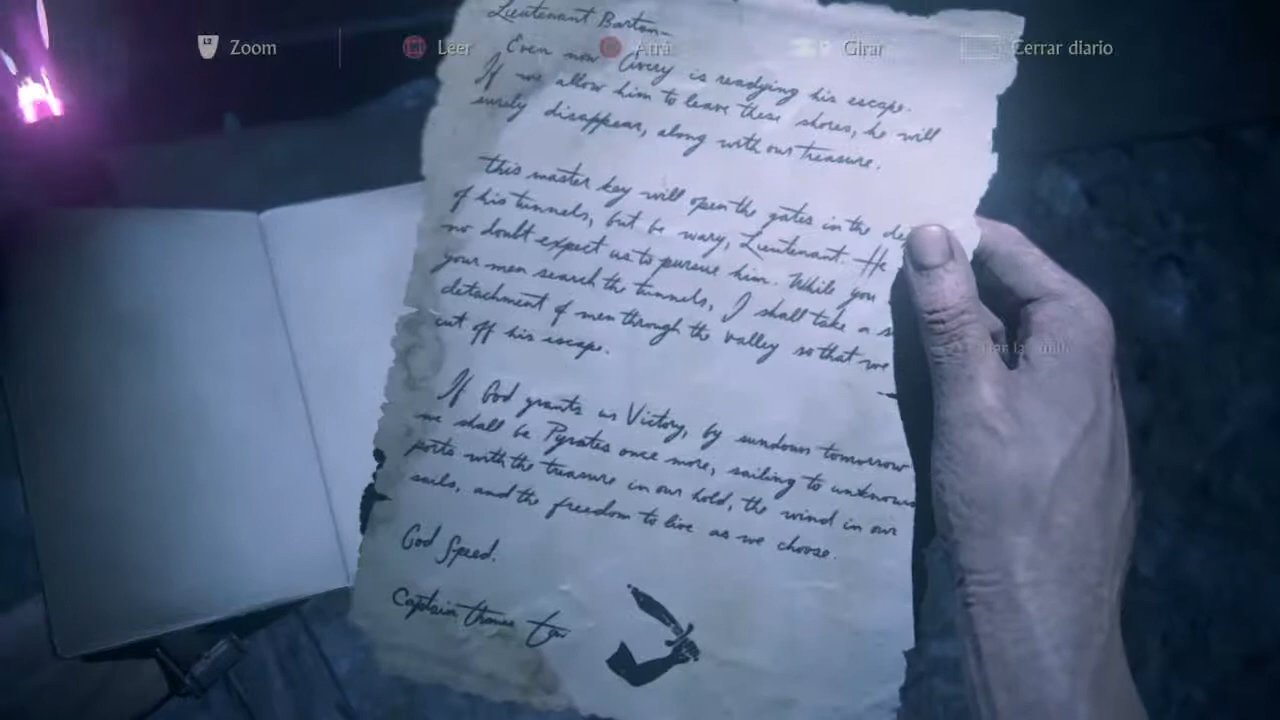 Zoom
Leer
Atrá
Girar
Cerrar diario
Lieutenant Barton
Even now Avery is readying his escape.
If we allow him to leave these shores, he will
surely disappear, along with our treasure.
This master key will open the gates in the de
of his tunnels, but be wary, Lieutenant. He
no doubt expect us to pursue him. While you
your men search the tunnels, I shall take a s
detachment of men through the valley so that we
cut off his escape.
If God grants us Victory, by sundown tomorrow
we shall be Pyrates once more, sailing to unknown
ports with the treasure in our hold, the wind in our
sails, and the freedom to live as we choose.
God Speed.
Captain Thomas Tew